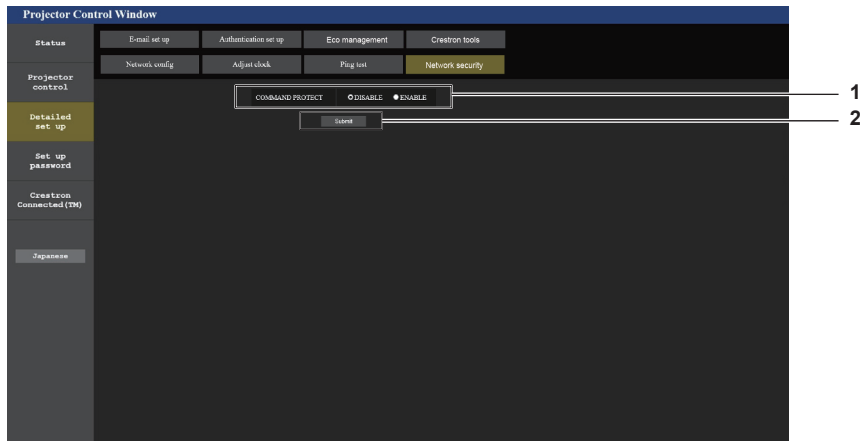 Projector Control Window
Status
E-mail set up
Authentication set up
Eco management
Crestron tools
Network config
Adjust clock
Ping test
Network security
Projector
control
COMMAND PROTECT DISABLE ENABLE
1
Submit
2
Detailed
set up
Set up
password
Crestron
Connected(TM)
Japanese